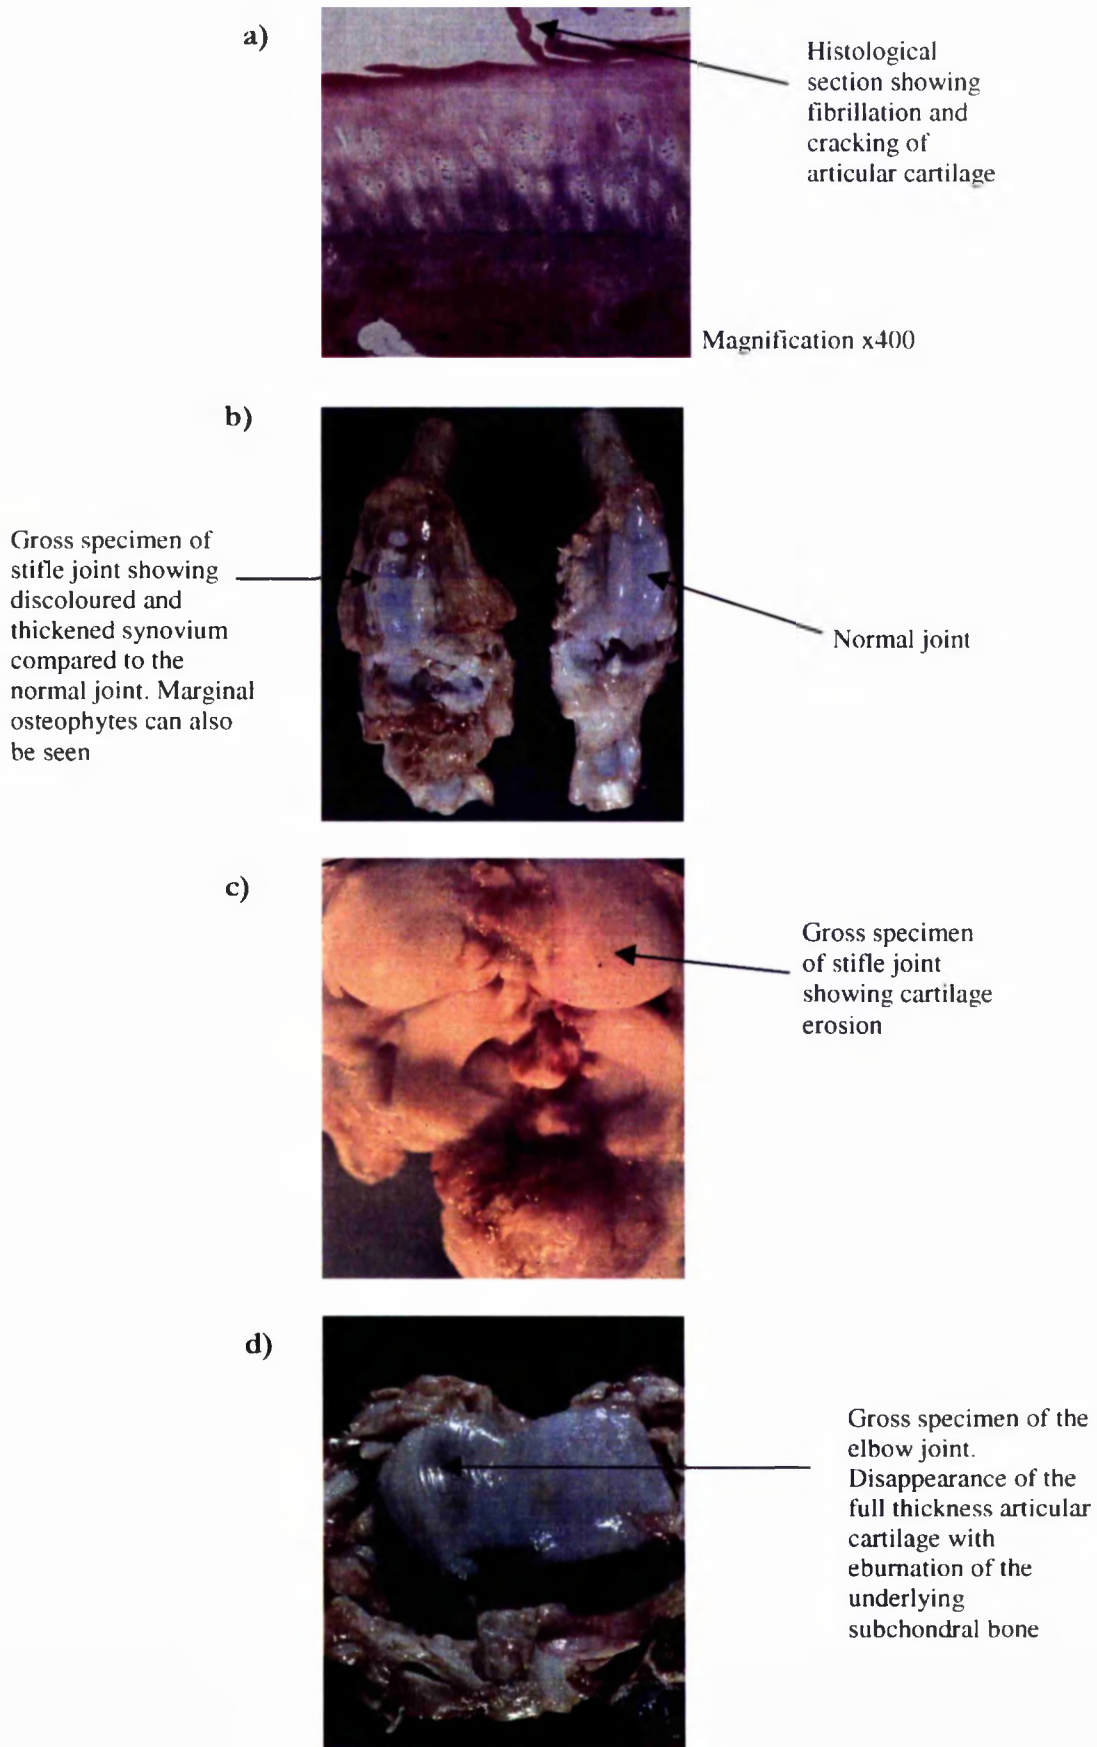 a)
Histological
section showing
fibrillation and
cracking of
articular cartilage
Magnification x400
b)
Gross specimen of
stifle joint showing
discoloured and
thickened synovium
compared to the
normal joint. Marginal
osteophytes can also
be seen
Normal joint
c)
Gross specimen
of stifle joint
showing cartilage
erosion
d)
Gross specimen of the
elbow joint.
Disappearance of the
full thickness articular
cartilage with
eburnation of the
underlying
subchondral bone